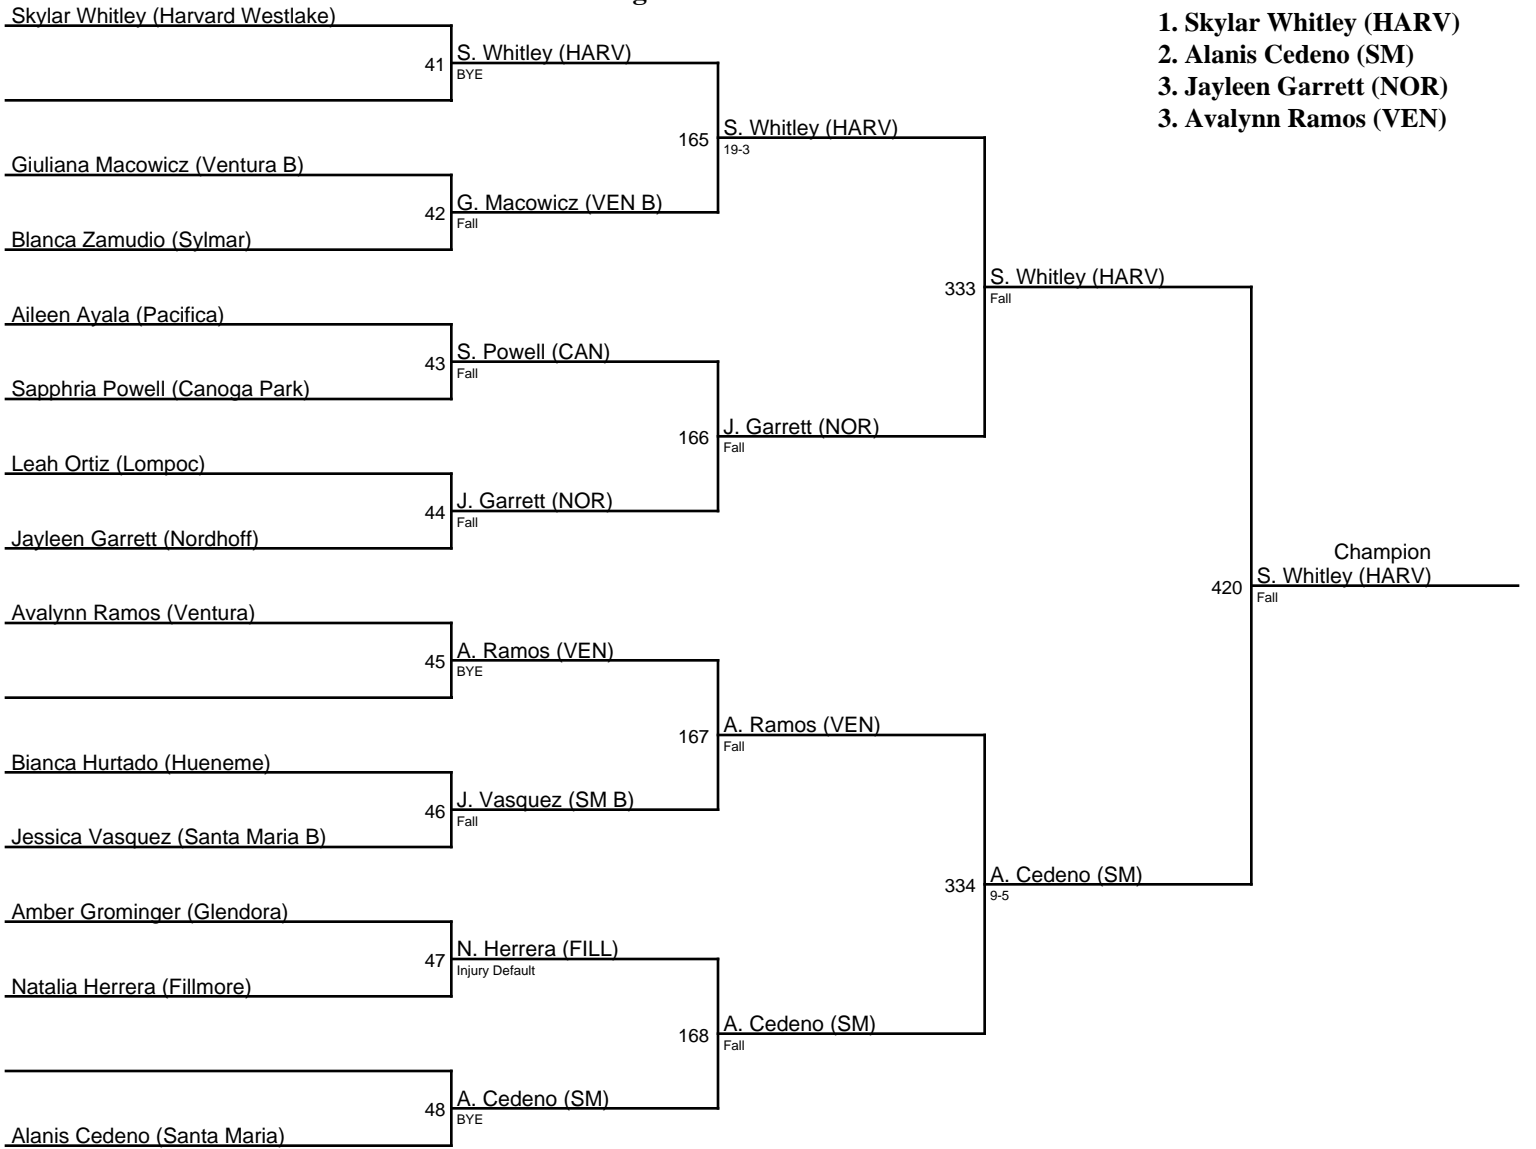 Skylar Whitley (Harvard Westlake)
41
S. Whitley (HARV)
BYE
Giuliana Macowicz (Ventura B)
42
G. Macowicz (VEN B)
Fall
Blanca Zamudio (Sylmar)
165
S. Whitley (HARV)
19-3
Aileen Ayala (Pacifica)
43
S. Powell (CAN)
Fall
Sapphria Powell (Canoga Park)
166
J. Garrett (NOR)
Fall
Leah Ortiz (Lompoc)
44
J. Garrett (NOR)
Fall
Jayleen Garrett (Nordhoff)
333
S. Whitley (HARV)
Fall
Avalynn Ramos (Ventura)
45
A. Ramos (VEN)
BYE
167
A. Ramos (VEN)
Fall
Bianca Hurtado (Hueneme)
46
J. Vasquez (SM B)
Fall
Jessica Vasquez (Santa Maria B)
334
A. Cedeno (SM)
9-5
Amber Grominger (Glendora)
47
N. Herrera (FILL)
Injury Default
Natalia Herrera (Fillmore)
168
A. Cedeno (SM)
Fall
48
A. Cedeno (SM)
BYE
Alanis Cedeno (Santa Maria)
420
Champion
S. Whitley (HARV)
Fall
1. Skylar Whitley (HARV)
2. Alanis Cedeno (SM)
3. Jayleen Garrett (NOR)
3. Avalynn Ramos (VEN)